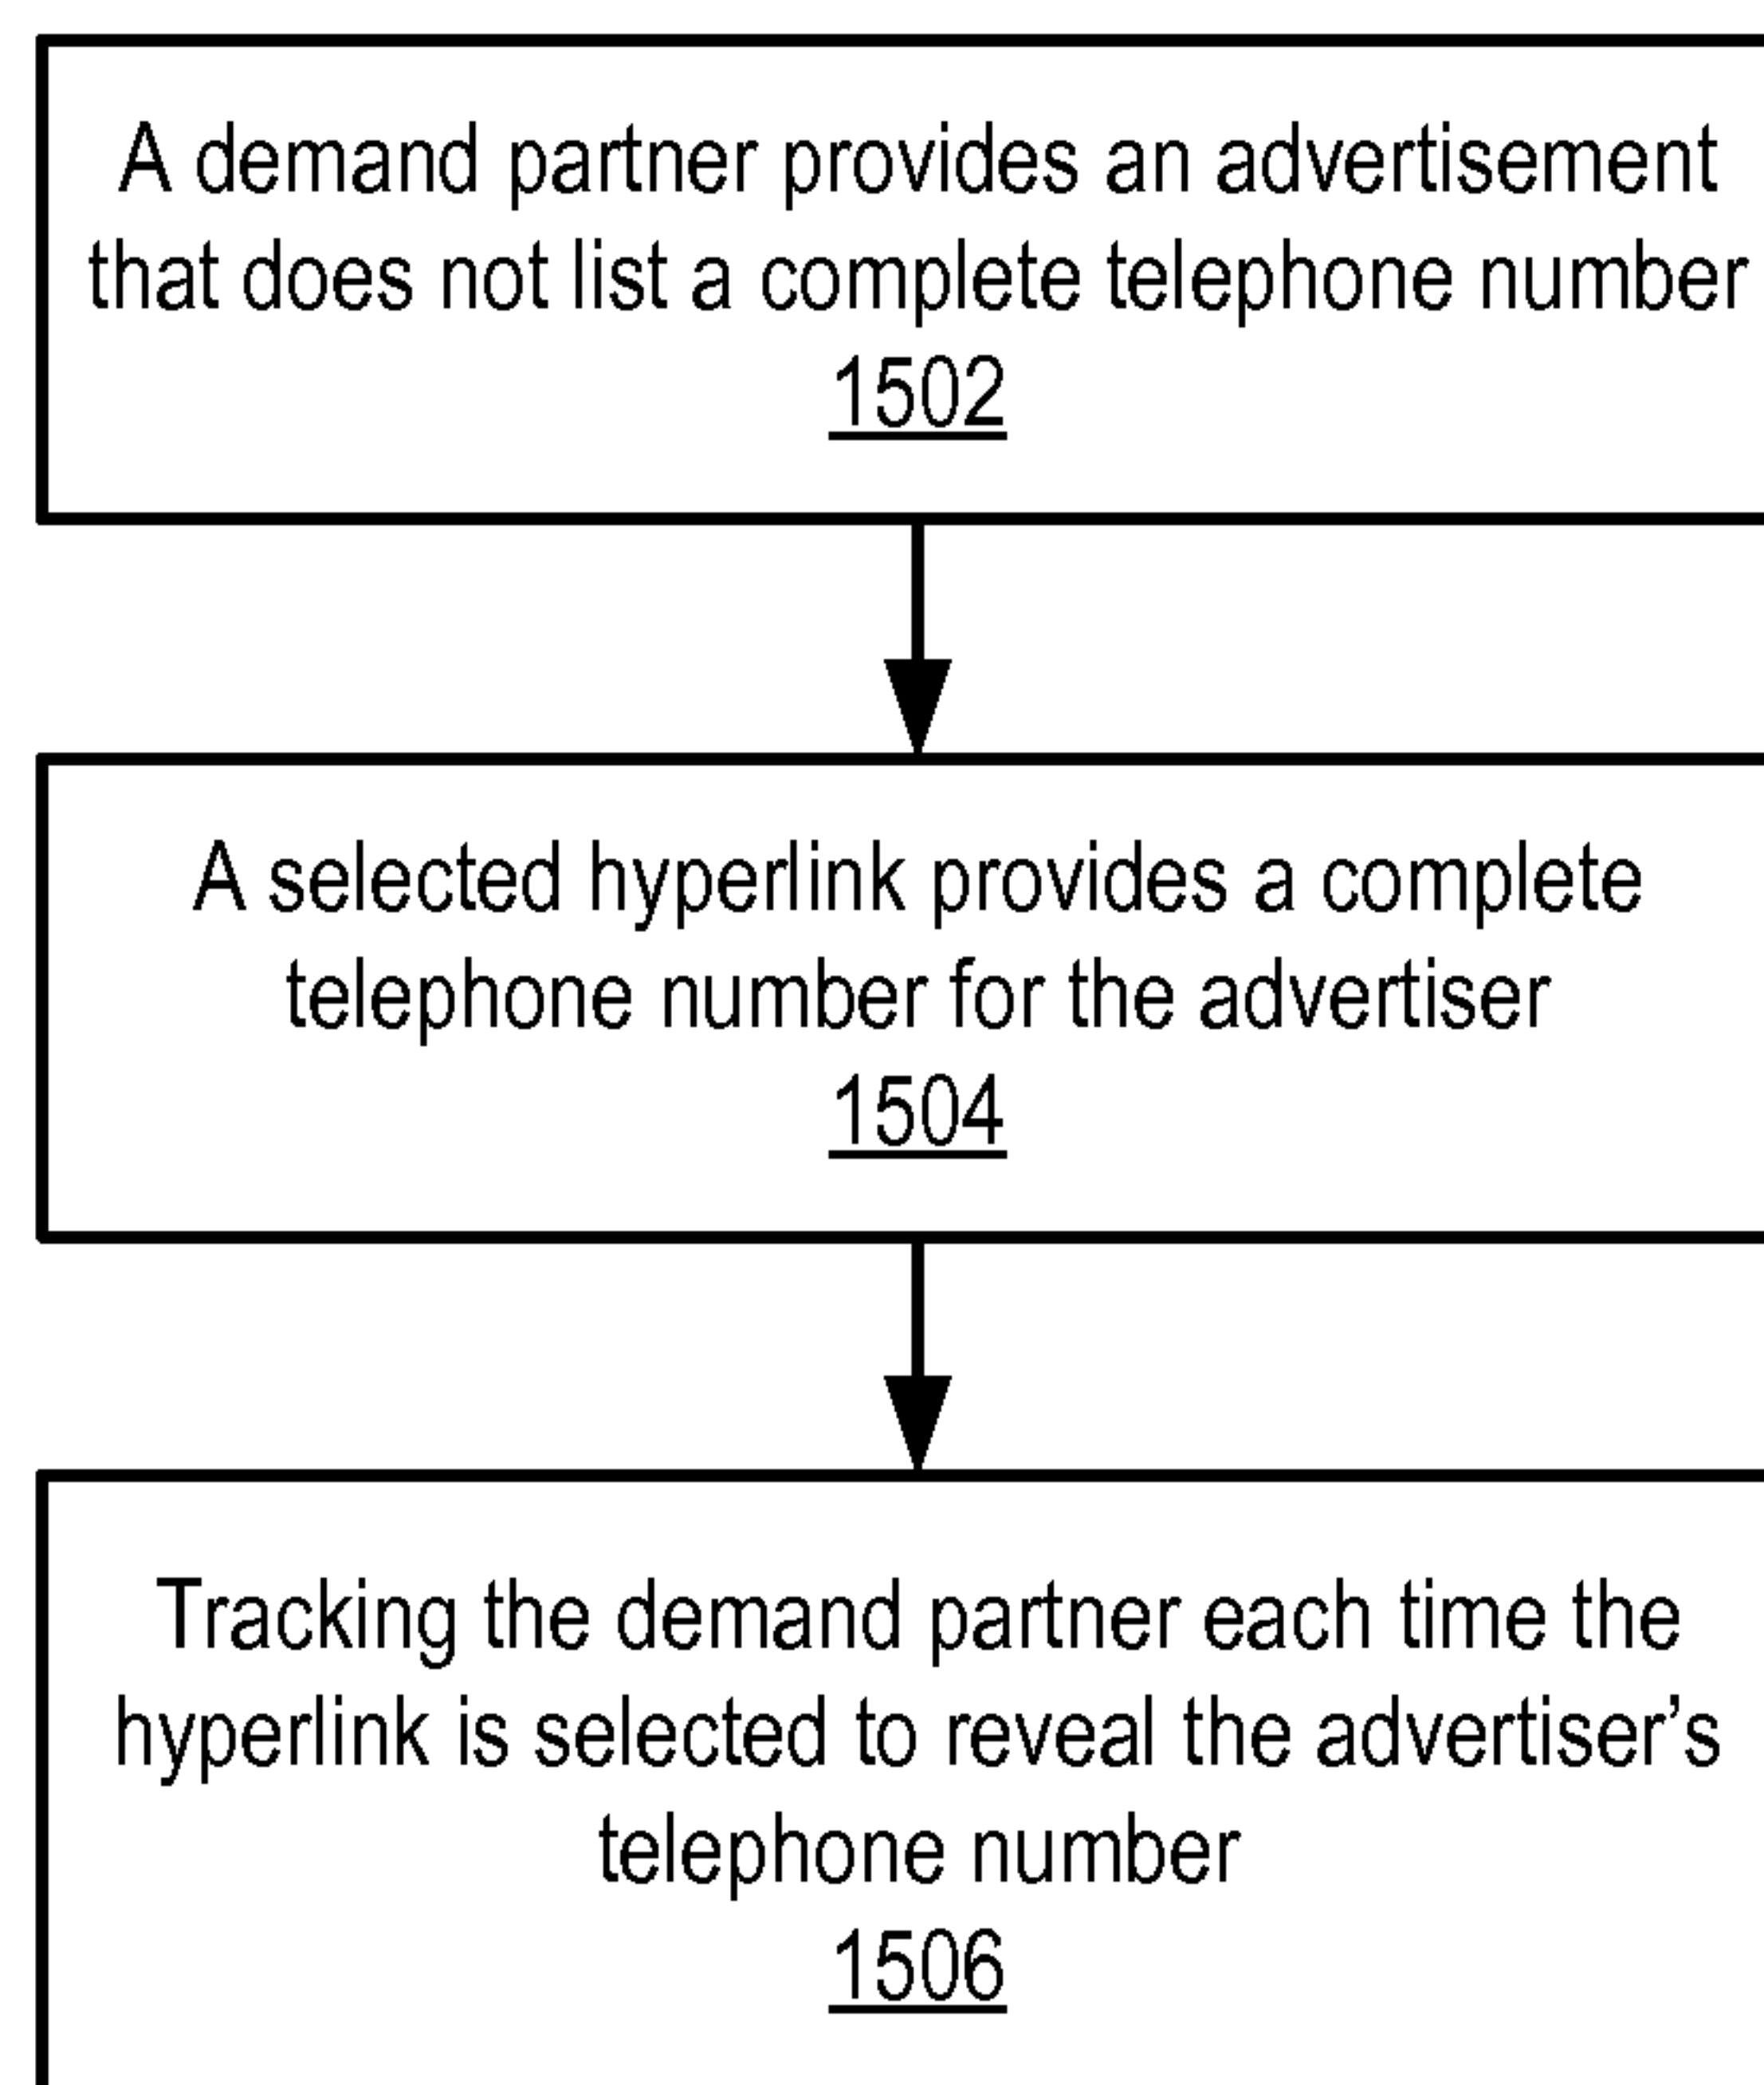 A demand partner provides an advertisement
that does not list a complete telephone number
1502
A selected hyperlink provides a complete
telephone number for the advertiser
1504
Tracking the demand partner each time the
hyperlink is selected to reveal the advertiser’s
telephone number
1506